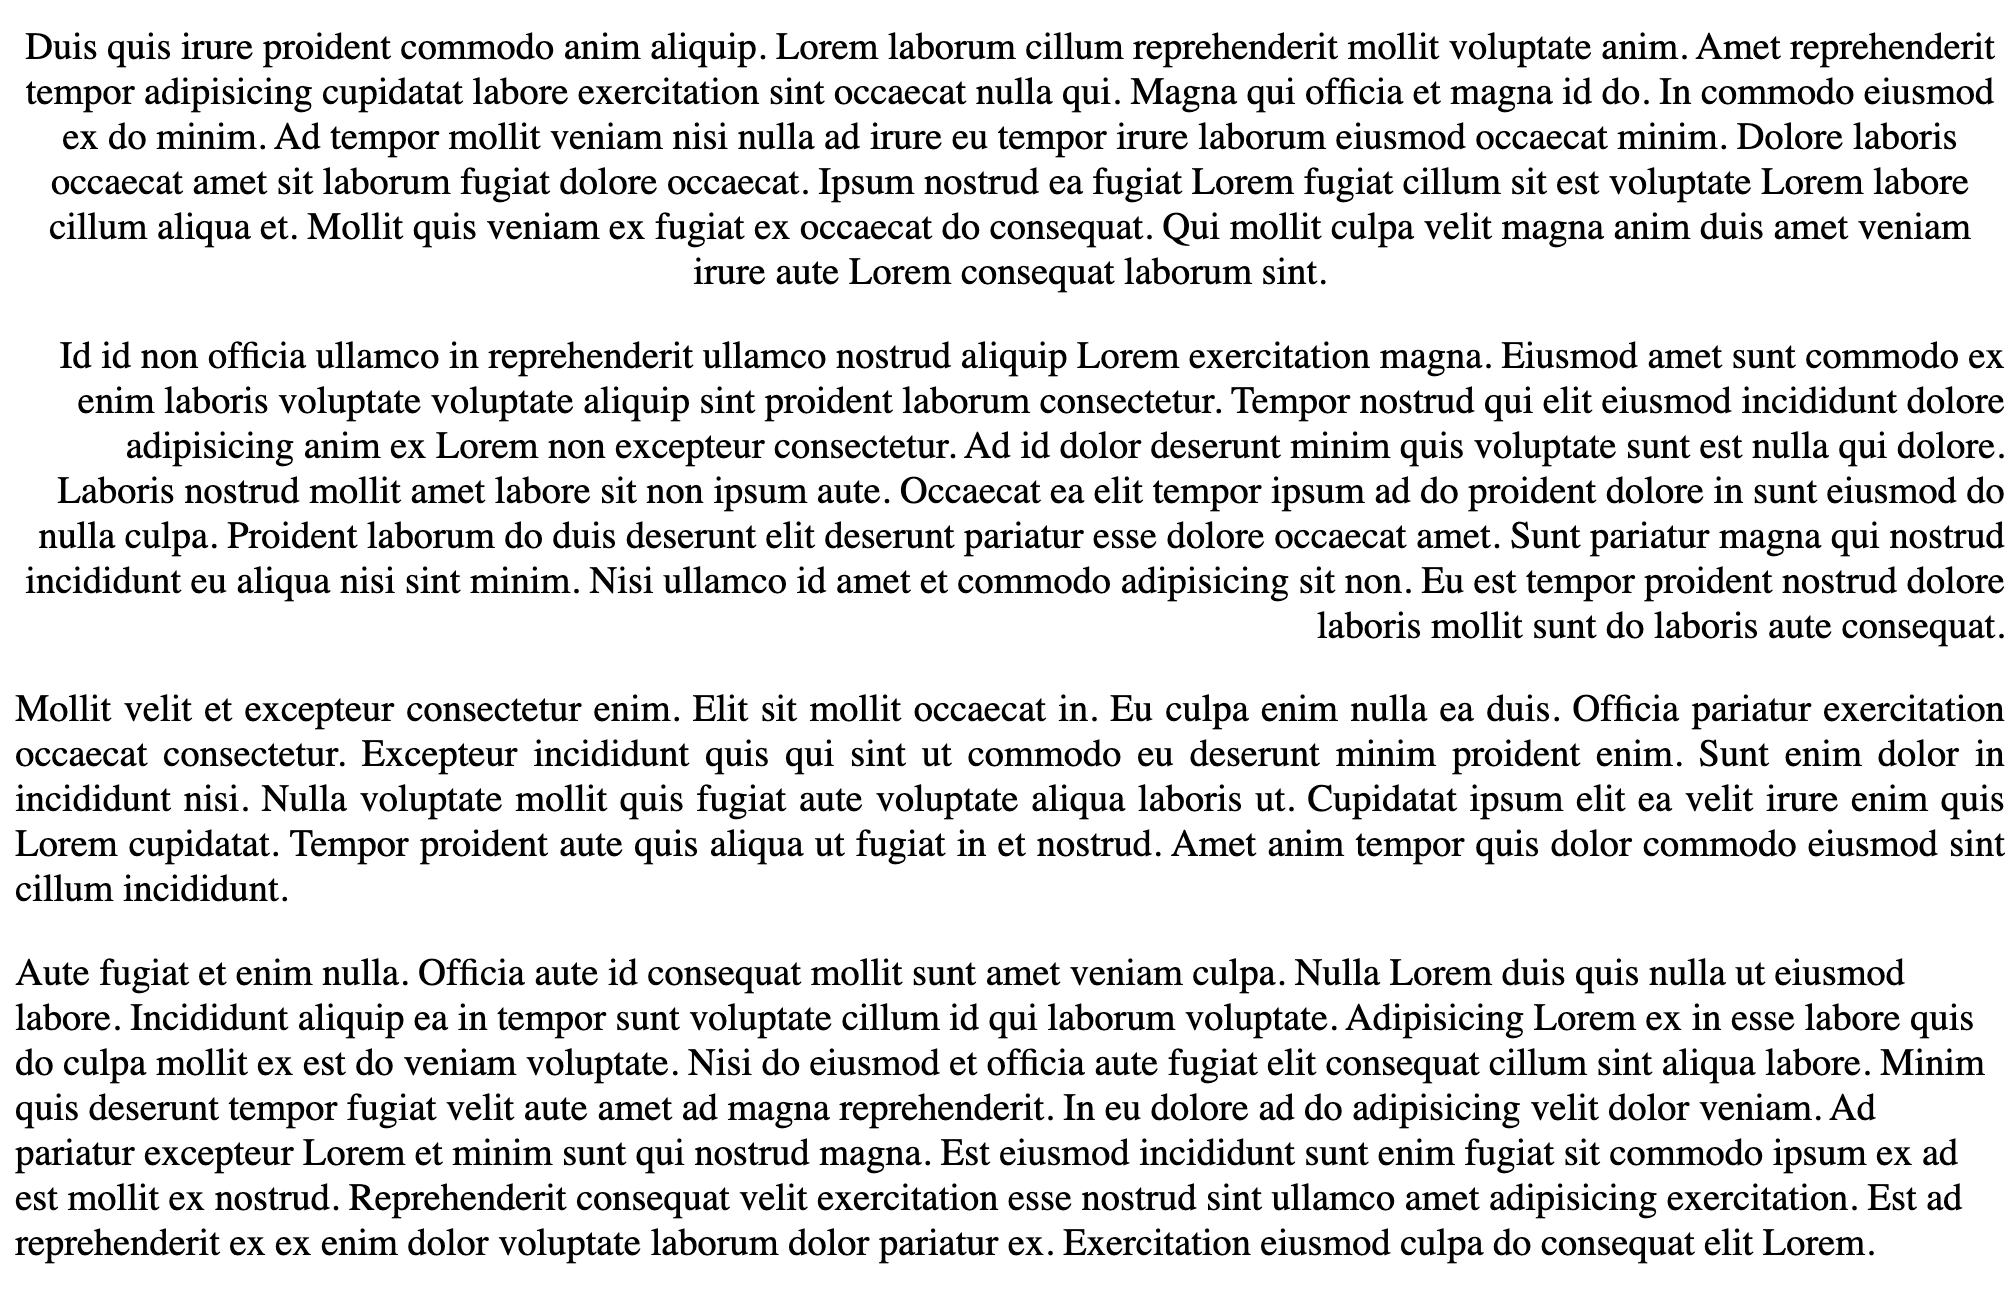 Duis quis irure proident commodo anim aliquip. Lorem laborum cillum reprehenderit mollit voluptate anim. Amet reprehenderit
tempor adipisicing cupidatat labore exercitation sint occaecat nulla qui. Magna qui officia et magna id do. In commodo eiusmod
ex do minim. Ad tempor mollit veniam nisi nulla ad irure eu tempor irure laborum eiusmod occaecat minim. Dolore laboris
occaecat amet sit laborum fugiat dolore occaecat. Ipsum nostrud ea fugiat Lorem fugiat cillum sit est voluptate Lorem labore
cillum aliqua et. Mollit quis veniam ex fugiat ex occaecat do consequat. Qui mollit culpa velit magna anim duis amet veniam
irure aute Lorem consequat laborum sint.
Id id non officia ullamco in reprehenderit ullamco nostrud aliquip Lorem exercitation magna. Eiusmod amet sunt commodo ex
enim laboris voluptate voluptate aliquip sint proident laborum consectetur. Tempor nostrud qui elit eiusmod incididunt dolore
adipisicing anim ex Lorem non excepteur consectetur. Ad id dolor deserunt minim quis voluptate sunt est nulla qui dolore.
Laboris nostrud mollit amet labore sit non ipsum aute. Occaecat ea elit tempor ipsum ad do proident dolore in sunt eiusmod do
nulla culpa. Proident laborum do duis deserunt elit deserunt pariatur esse dolore occaecat amet. Sunt pariatur magna qui nostrud
incididunt eu aliqua nisi sint minim. Nisi ullamco id amet et commodo adipisicing sit non. Eu est tempor proident nostrud dolore
laboris mollit sunt do laboris aute consequat.
Mollit velit et excepteur consectetur enim. Elit sit mollit occaecat in. Eu culpa enim nulla ea duis. Officia pariatur exercitation
occaecat consectetur. Excepteur incididunt quis qui sint ut commodo eu deserunt minim proident enim. Sunt enim dolor in
incididunt nisi. Nulla voluptate mollit quis fugiat aute voluptate aliqua laboris ut. Cupidatat ipsum elit ea velit irure enim quis
Lorem cupidatat. Tempor proident aute quis aliqua ut fugiat in et nostrud. Amet anim tempor quis dolor commodo eiusmod sint
cillum incididunt.
Aute fugiat et enim nulla. Officia aute id consequat mollit sunt amet veniam culpa. Nulla Lorem duis quis nulla ut eiusmod
labore. Incididunt aliquip ea in tempor sunt voluptate cillum id qui laborum voluptate. Adipisicing Lorem ex in esse labore quis
do culpa mollit ex est do veniam voluptate. Nisi do eiusmod et officia aute fugiat elit consequat cillum sint aliqua labore. Minim
quis deserunt tempor fugiat velit aute amet ad magna reprehenderit. In eu dolore ad do adipisicing velit dolor veniam. Ad
pariatur excepteur Lorem et minim sunt qui nostrud magna. Est eiusmod incididunt sunt enim fugiat sit commodo ipsum ex ad
est mollit ex nostrud. Reprehenderit consequat velit exercitation esse nostrud sint ullamco amet adipisicing exercitation. Est ad
reprehenderit ex ex enim dolor voluptate laborum dolor pariatur ex. Exercitation eiusmod culpa do consequat elit Lorem.